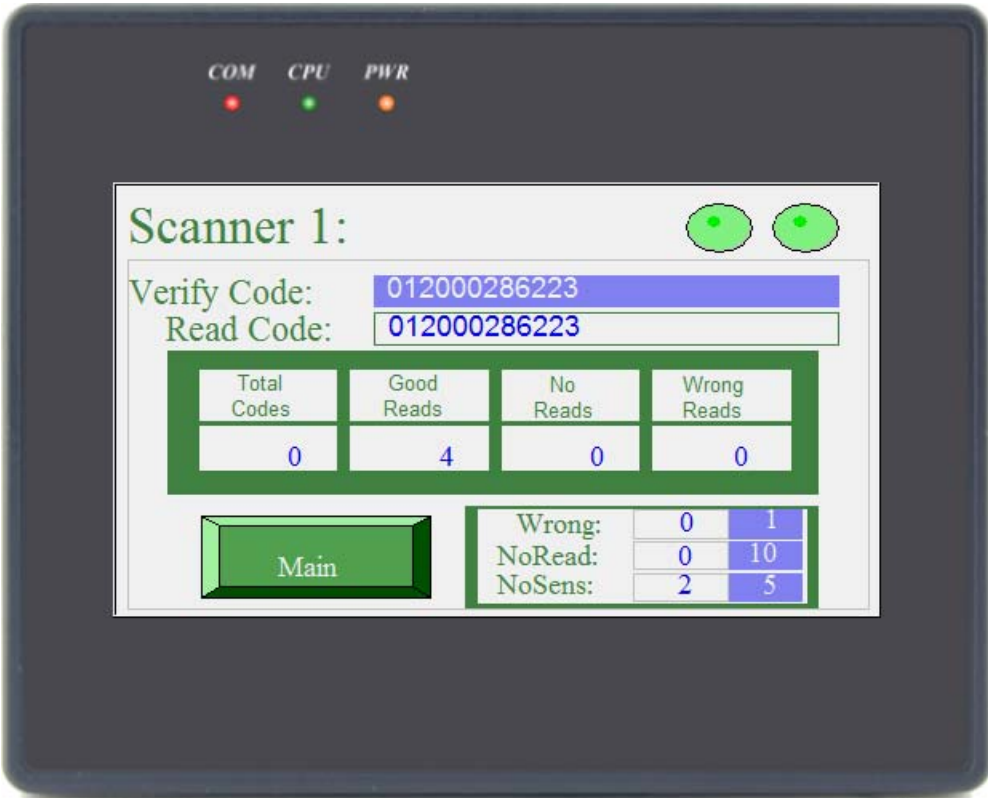 COM CPU PWR
Scanner 1:
Verify Code: 012000286223
Read Code: 012000286223
Total Codes Good Reads No Reads Wrong Reads
0 4 0 0
Main
Wrong: 0 1
NoRead: 0 10
NoSens: 2 5